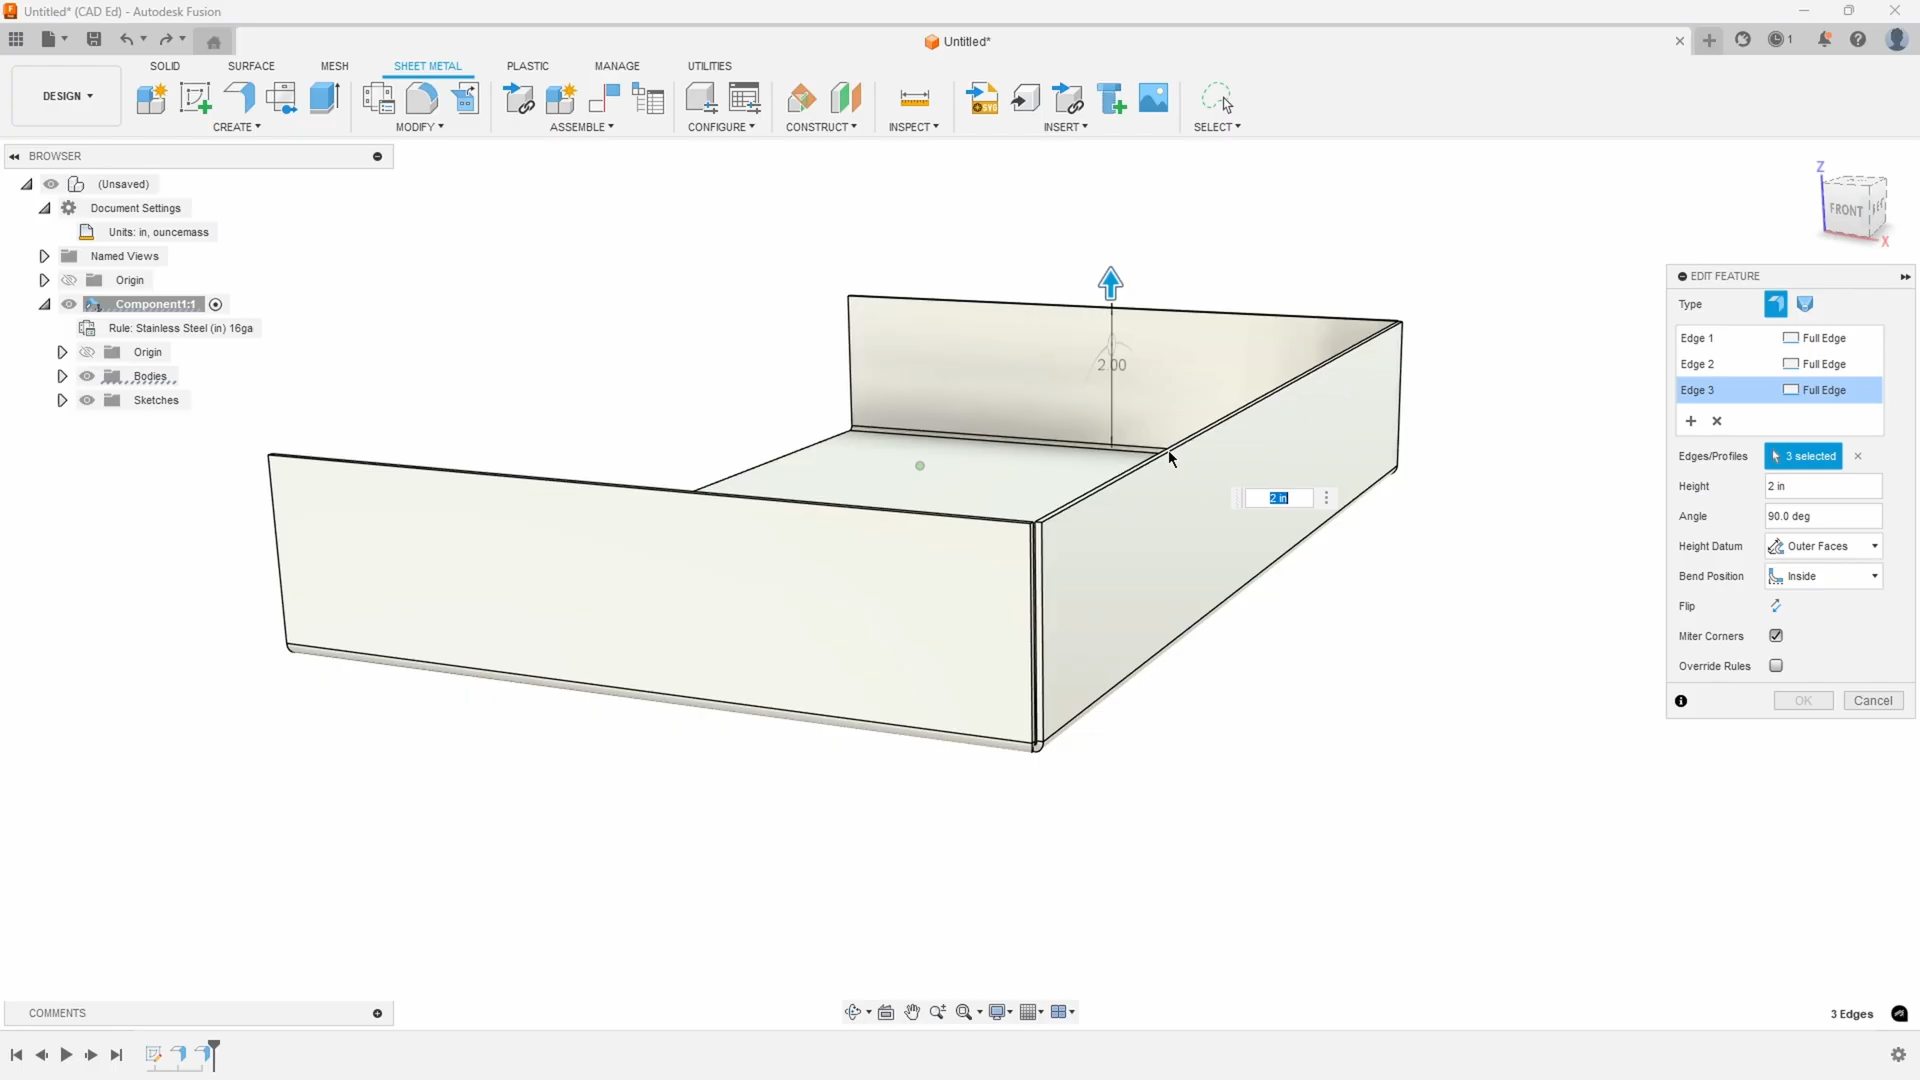 Untitled* (CAD Ed) - Autodesk Fusion
Untitled*
1
SOLID SURFACE MESH SHEET METAL PLASTIC MANAGE UTILITIES
DESIGN
CREATE MODIFY ASSEMBLE CONFIGURE CONSTRUCT INSPECT INSERT SELECT
BROWSER
(Unsaved)
Document Settings
Units: in, ouncemass
Named Views
Origin
Component1:1
Rule: Stainless Steel (in) 16ga
Origin
Bodies
Sketches
Z
FRONT
X
2.00
2 in
EDIT FEATURE
Type
Edge 1 Full Edge
Edge 2 Full Edge
Edge 3 Full Edge
Edges/Profiles 3 selected
Height 2 in
Angle 90.0 deg
Height Datum Outer Faces
Bend Position Inside
Flip
Miter Corners
Override Rules
OK Cancel
COMMENTS
3 Edges